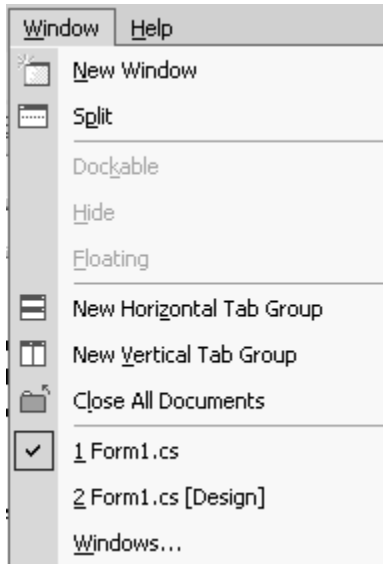 Window Help
New Window
Split
Dockable
Hide
Floating
New Horizontal Tab Group
New Vertical Tab Group
Close All Documents
1 Form1.cs
2 Form1.cs [Design]
Windows...